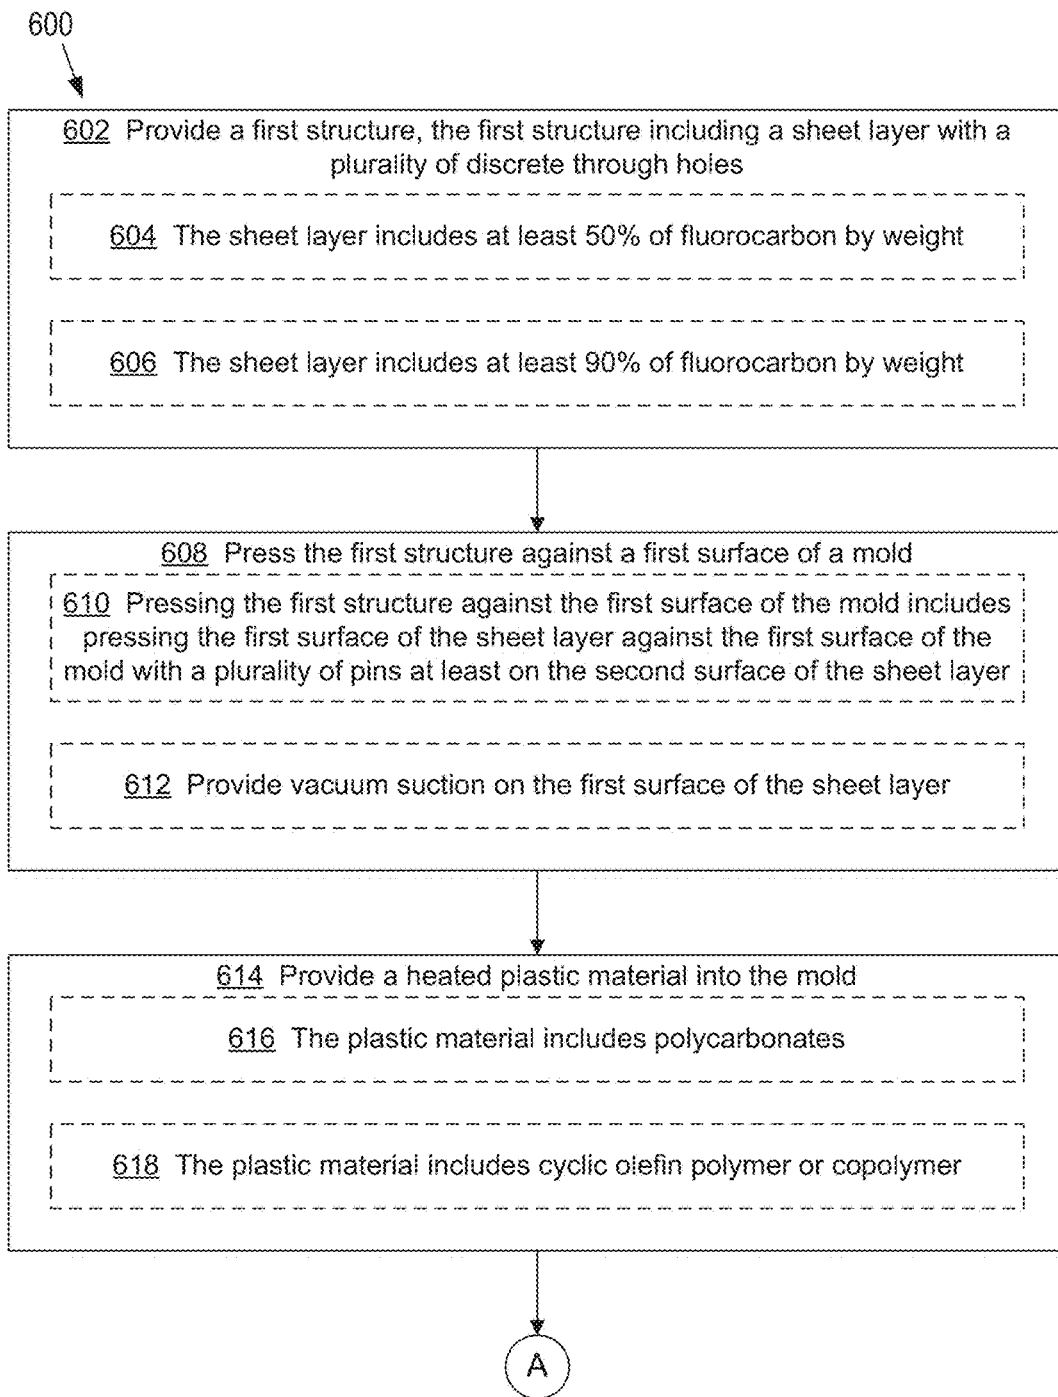 600
602 Provide a first structure, the first structure including a sheet layer with a
plurality of discrete through holes
604 The sheet layer includes at least 50% of fluorocarbon by weight
606 The sheet layer includes at least 90% of fluorocarbon by weight
608 Press the first structure against a first surface of a mold
610 Pressing the first structure against the first surface of the mold includes
pressing the first surface of the sheet layer against the first surface of the
mold with a plurality of pins at least on the second surface of the sheet layer
612 Provide vacuum suction on the first surface of the sheet layer
614 Provide a heated plastic material into the mold
616 The plastic material includes polycarbonates
618 The plastic material includes cyclic olefin polymer or copolymer
A